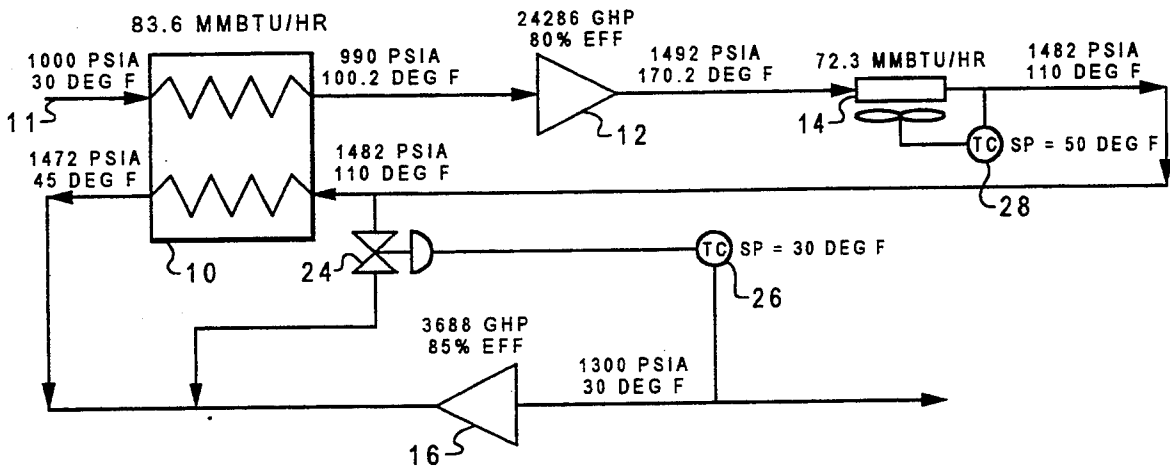 83.6 MMBTU/HR
1000 PSIA
30 DEG F
11
990 PSIA
100.2 DEG F
24286 GHP
80% EFF
12
1492 PSIA
170.2 DEG F
72.3 MMBTU/HR
14
1482 PSIA
110 DEG F
TC
SP = 50 DEG F
28
1472 PSIA
45 DEG F
1482 PSIA
110 DEG F
10
24
TC
SP = 30 DEG F
26
3688 GHP
85% EFF
16
1300 PSIA
30 DEG F